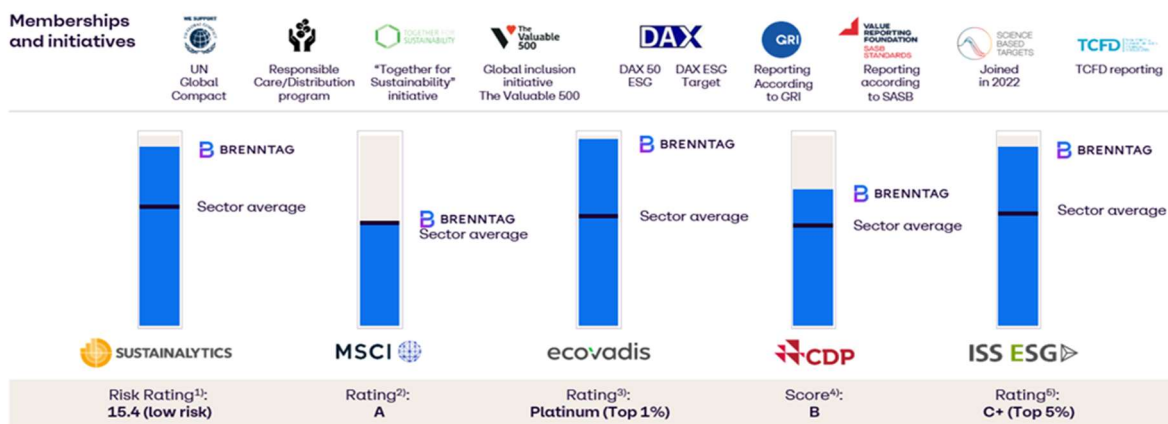 Memberships
and initiatives
WE SUPPORT
UN
Global
Compact
Responsible
Care/Distribution
program
TOGETHER FOR
SUSTAINABILITY
“Together for
Sustainability”
initiative
The
Valuable
500
Global inclusion
initiative
The Valuable 500
DAX
DAX 50
ESG
DAX ESG
Target
GRI
Reporting
According
to GRI
VALUE
REPORTING
FOUNDATION
SASB
STANDARDS
Reporting
according
to SASB
SCIENCE
BASED
TARGETS
Joined
in 2022
TCFD
TCFD reporting
BRENNTAG
Sector average
BRENNTAG
Sector average
BRENNTAG
Sector average
BRENNTAG
Sector average
BRENNTAG
Sector average
SUSTAINALYTICS
MSCI
ecovadis
CDP
ISS ESG
Risk Rating1):
15.4 (low risk)
Rating2):
A
Rating3):
Platinum (Top 1%)
Score4):
B
Rating5):
C+ (Top 5%)